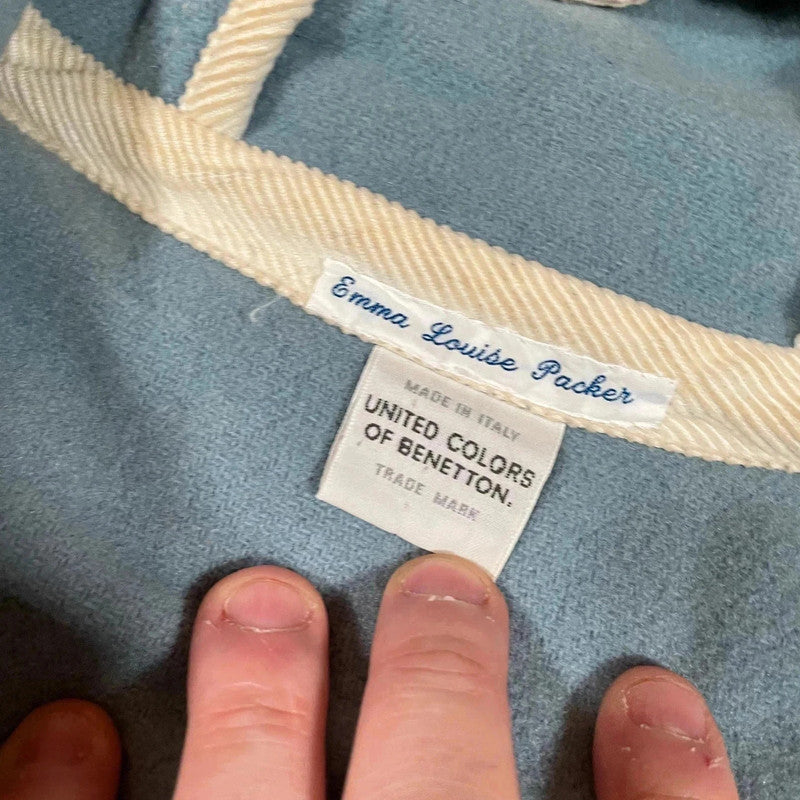 Emma Louise Packer
MADE IN ITALY
UNITED COLORS
OF BENETTON.
TRADE MARK